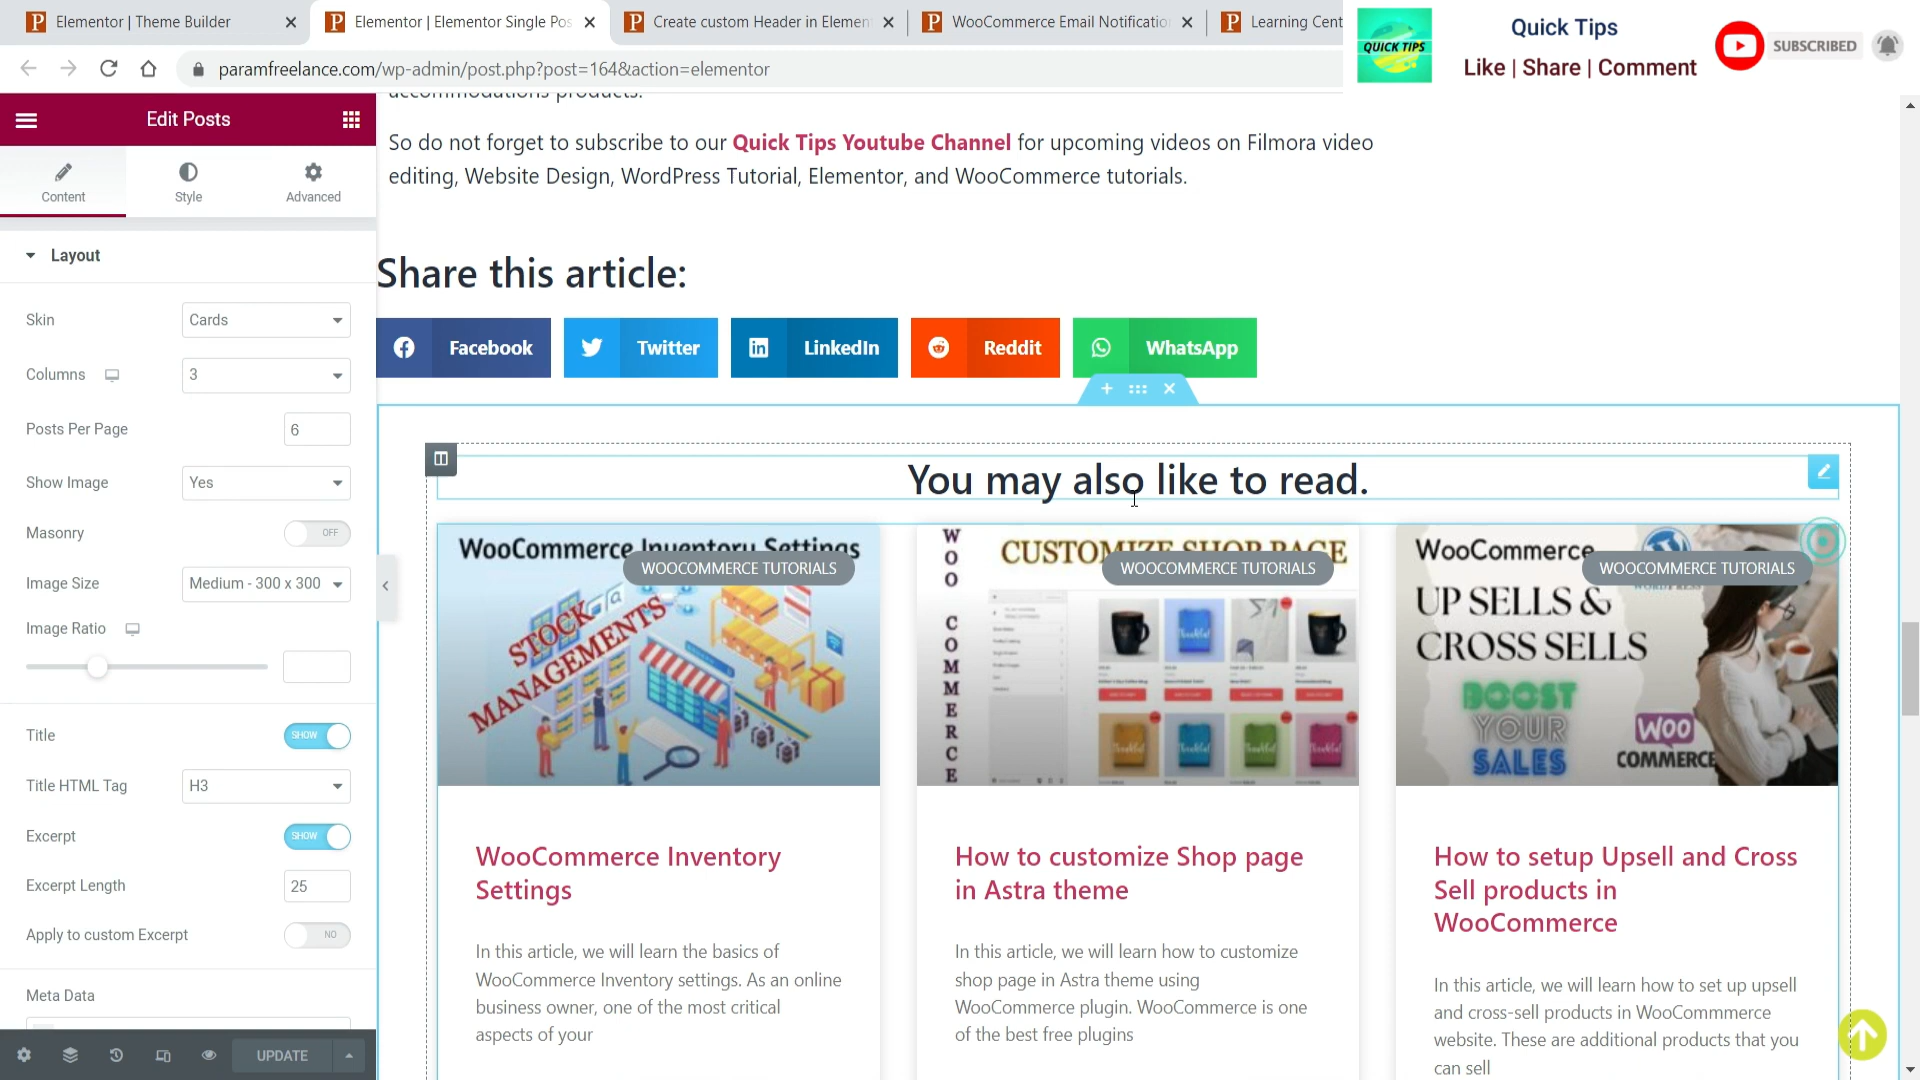 Elementor | Theme Builder
Elementor | Elementor Single Pos
Create custom Header in Elemen
WooCommerce Email Notificatio
Learning Cent
QUICK TIPS
Quick Tips
Like | Share | Comment
SUBSCRIBED
paramfreelance.com/wp-admin/post.php?post=164&action=elementor
Edit Posts
Content
Style
Advanced
Layout
Skin
Cards
Columns
3
Posts Per Page
6
Show Image
Yes
Masonry
OFF
Image Size
Medium - 300 x 300
Image Ratio
Title
SHOW
Title HTML Tag
H3
Excerpt
SHOW
Excerpt Length
25
Apply to custom Excerpt
NO
Meta Data
UPDATE
accommodations products.
So do not forget to subscribe to our Quick Tips Youtube Channel for upcoming videos on Filmora video
editing, Website Design, WordPress Tutorial, Elementor, and WooCommerce tutorials.
Share this article:
Facebook
Twitter
LinkedIn
Reddit
WhatsApp
You may also like to read.
WooCommerce Inventory Settings
WOOCOMMERCE TUTORIALS
STOCK
MANAGEMENTS
WooCommerce Inventory
Settings
In this article, we will learn the basics of
WooCommerce Inventory settings. As an online
business owner, one of the most critical
aspects of your
WOO COMMERCE
CUSTOMIZE SHOP PAGE
WOOCOMMERCE TUTORIALS
How to customize Shop page
in Astra theme
In this article, we will learn how to customize
shop page in Astra theme using
WooCommerce plugin. WooCommerce is one
of the best free plugins
WooCommerce
WOOCOMMERCE TUTORIALS
UP SELLS &
CROSS SELLS
BOOST
YOUR
SALES
WOO
COMMERCE
How to setup Upsell and Cross
Sell products in
WooCommerce
In this article, we will learn how to set up upsell
and cross-sell products in WooCommmerce
website. These are additional products that you
can sell